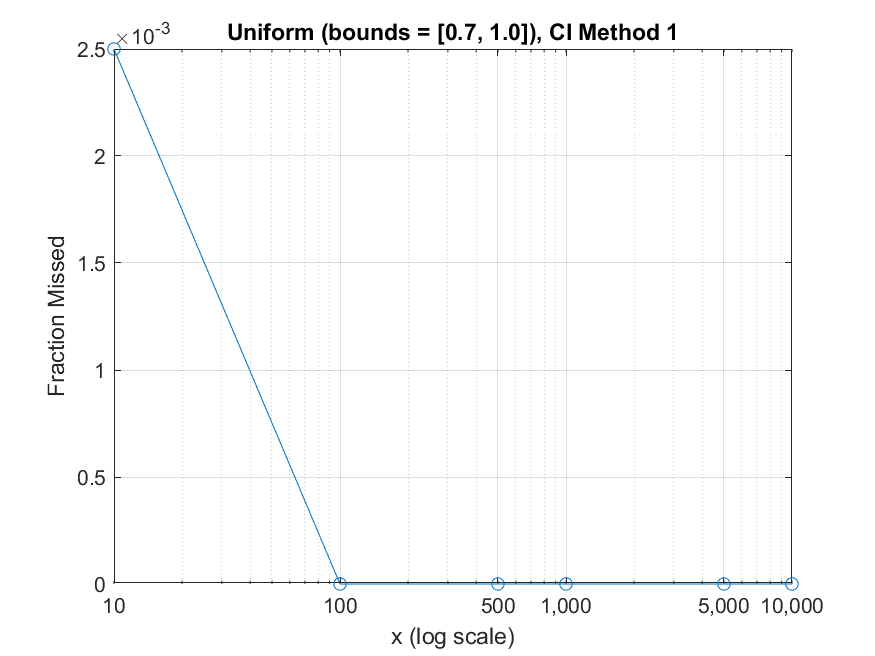 ×10-3
Uniform (bounds = [0.7, 1.0]), CI Method 1
2.5
2
1.5
1
0.5
0
Fraction Missed
10 100 500 1,000 5,000 10,000
x (log scale)